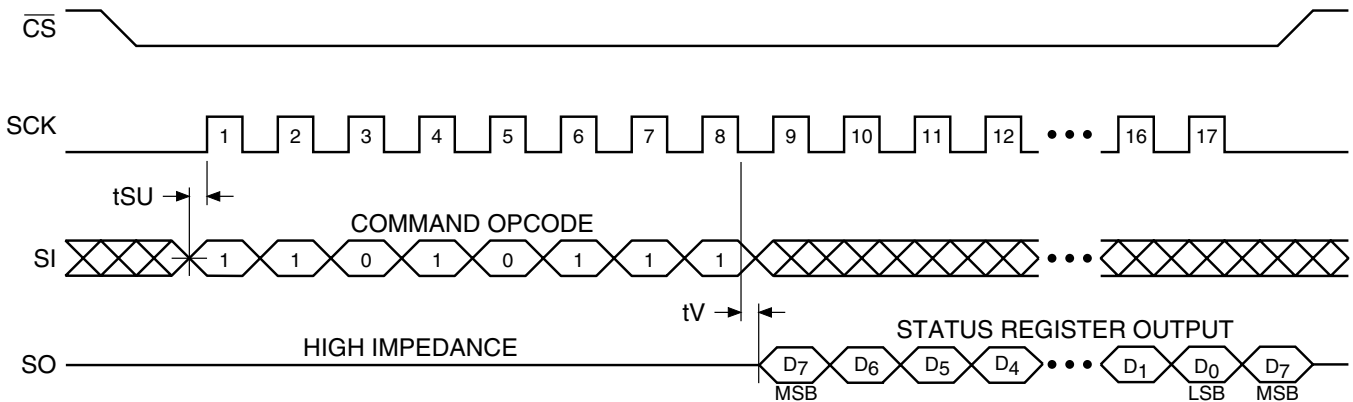 CS
SCK 1 2 3 4 5 6 7 8 9 10 11 12 ••• 16 17
tSU
COMMAND OPCODE
SI 1 1 0 1 0 1 1 1 •••
tV
HIGH IMPEDANCE STATUS REGISTER OUTPUT
SO D7 D6 D5 D4 ••• D1 D0 D7
MSB LSB MSB